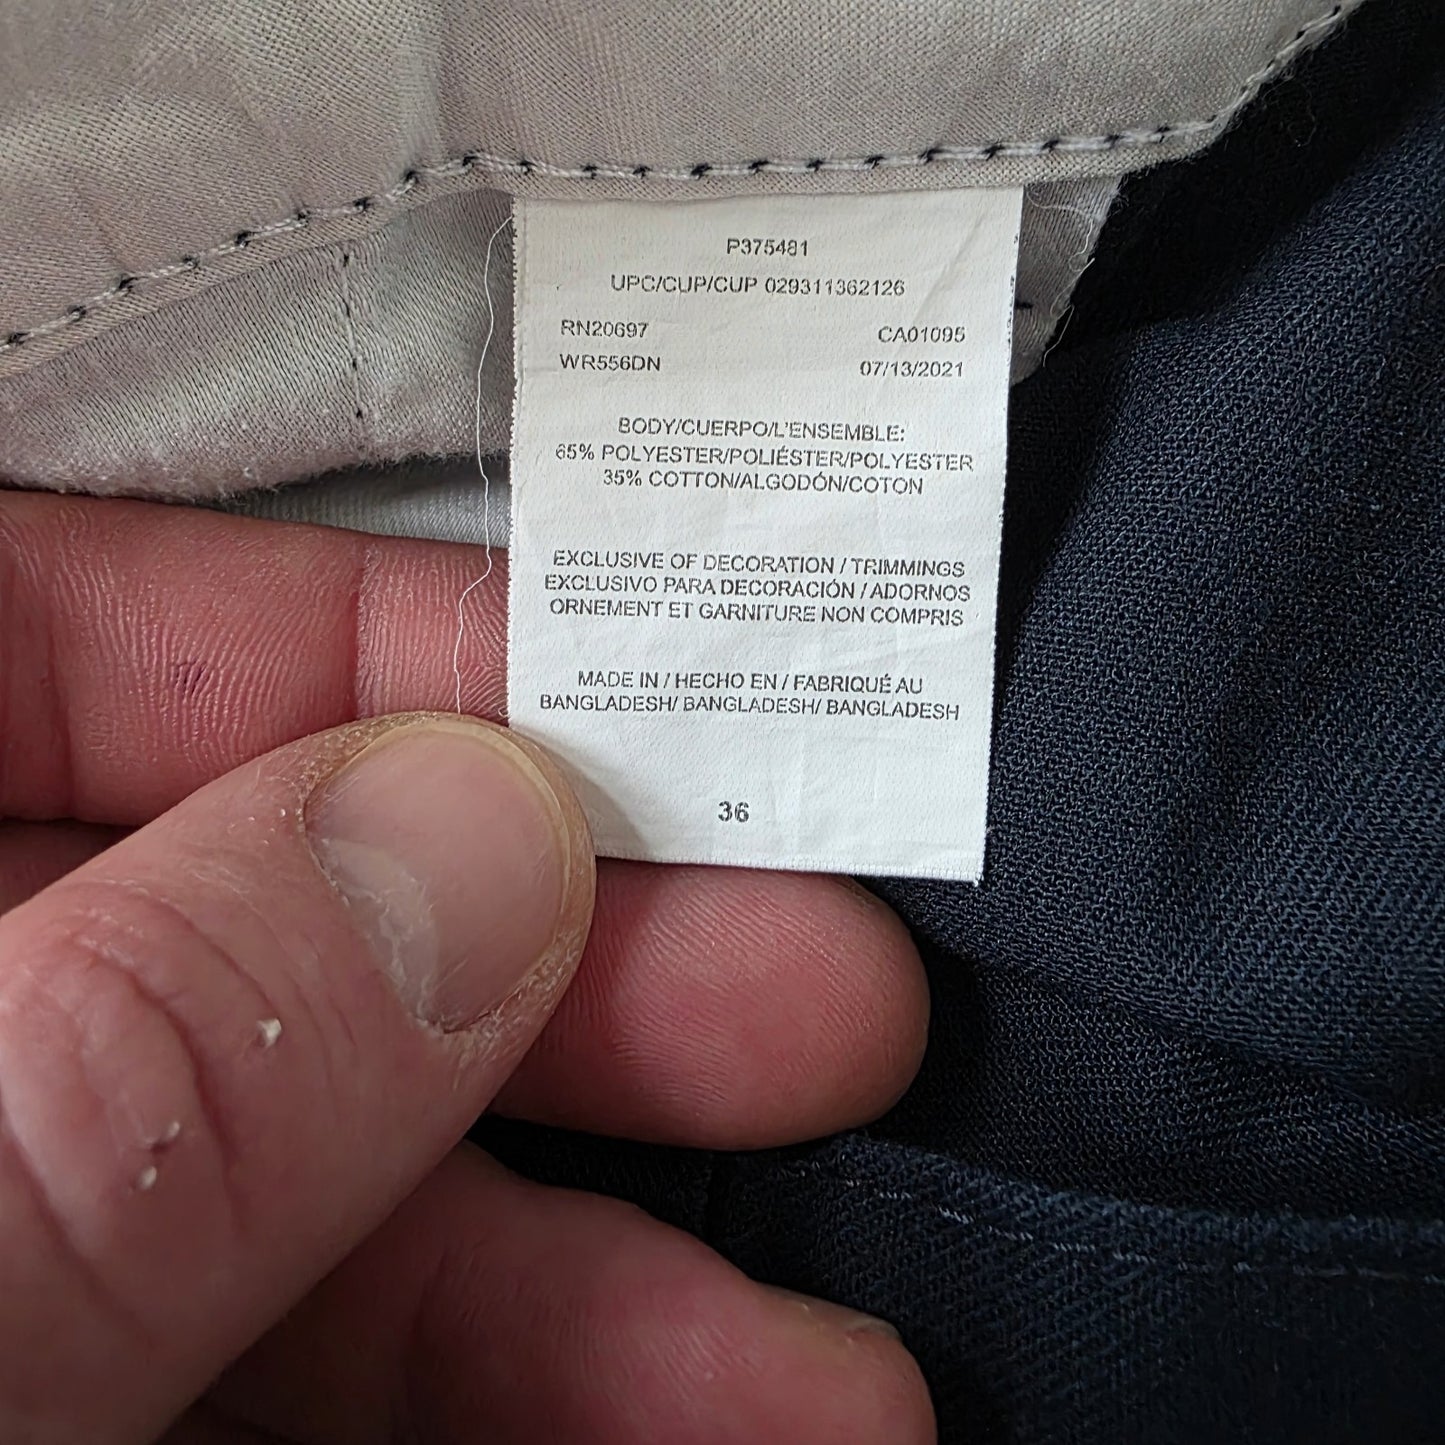 P375481
UPC/CUP/CUP 029311362126
RN20697 CA01095
WR556DN 07/13/2021
BODY/CUERPO/L'ENSEMBLE:
65% POLYESTER/POLIÉSTER/POLYESTER
35% COTTON/ALGODÓN/COTON
EXCLUSIVE OF DECORATION / TRIMMINGS
EXCLUSIVO PARA DECORACIÓN / ADORNOS
ORNEMENT ET GARNITURE NON COMPRIS
MADE IN / HECHO EN / FABRIQUÉ AU
BANGLADESH/ BANGLADESH/ BANGLADESH
36